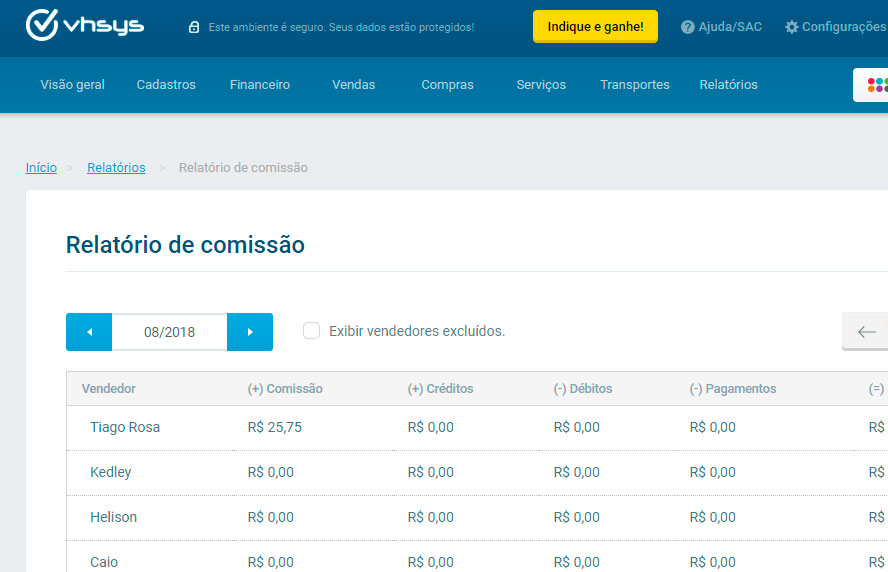 vhsys Este ambiente é seguro. Seus dados estão protegidos! Indique e ganhe! Ajuda/SAC Configurações
Visão geral Cadastros Financeiro Vendas Compras Serviços Transportes Relatórios
Início > Relatórios > Relatório de comissão
Relatório de comissão
08/2018 Exibir vendedores excluídos.
Vendedor (+) Comissão (+) Créditos (-) Débitos (-) Pagamentos (=)
Tiago Rosa R$ 25,75 R$ 0,00 R$ 0,00 R$ 0,00 R$
Kedley R$ 0,00 R$ 0,00 R$ 0,00 R$ 0,00 R$
Helison R$ 0,00 R$ 0,00 R$ 0,00 R$ 0,00 R$
Caio R$ 0,00 R$ 0,00 R$ 0,00 R$ 0,00 R$